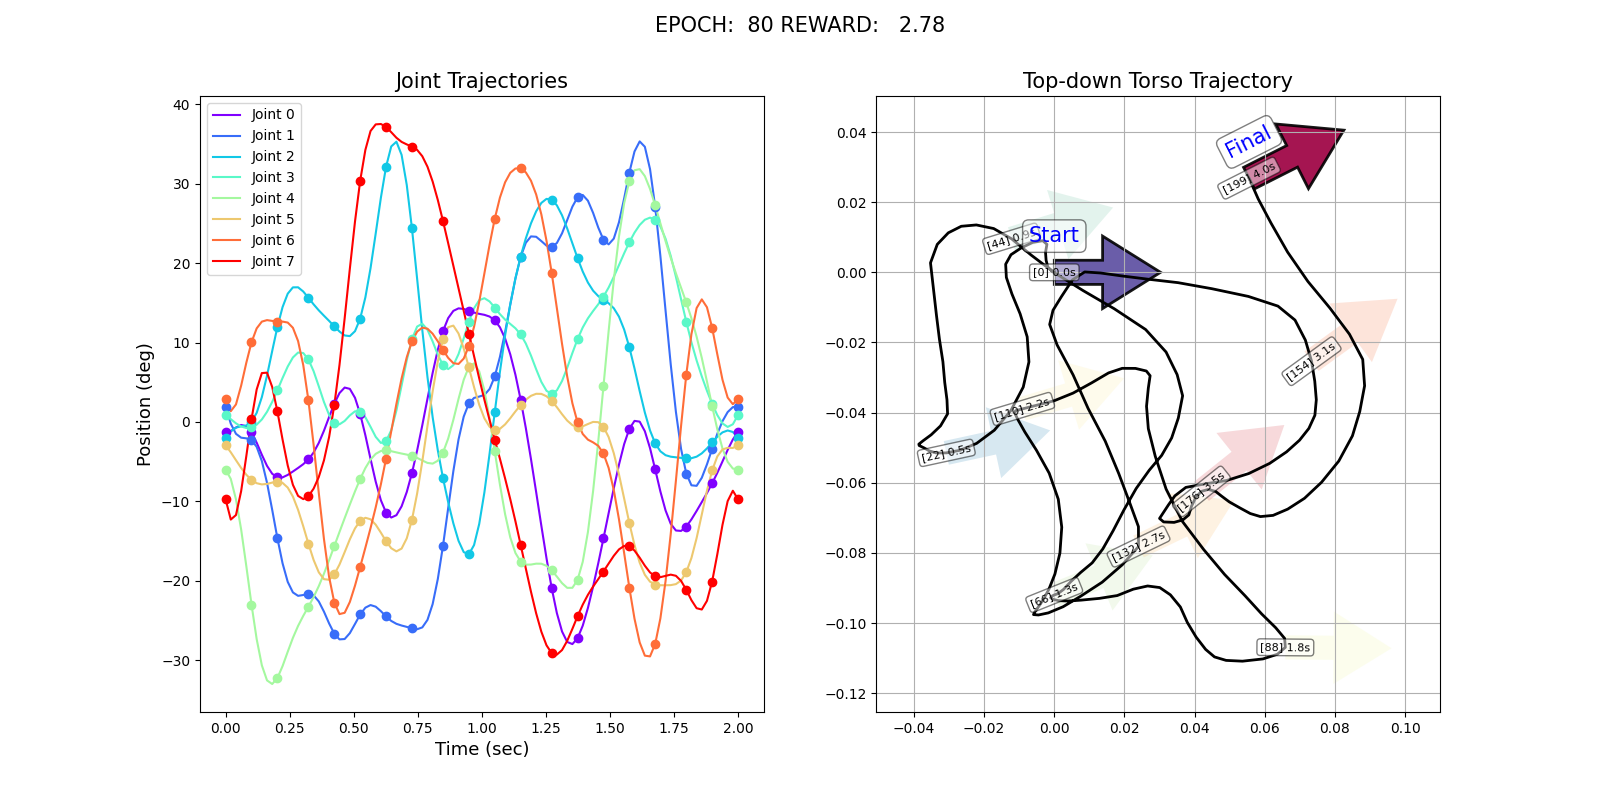 EPOCH:  80 REWARD:   2.78
Joint Trajectories
40
30
20
10
0
−10
−20
−30
Position (deg)
Joint 0
Joint 1
Joint 2
Joint 3
Joint 4
Joint 5
Joint 6
Joint 7
0.00 0.25 0.50 0.75 1.00 1.25 1.50 1.75 2.00
Time (sec)
Top-down Torso Trajectory
0.04
0.02
0.00
−0.02
−0.04
−0.06
−0.08
−0.10
−0.12
Final
[199] 4.0s
[44] 0.9s
Start
[0] 0.0s
[154] 3.1s
[110] 2.2s
[22] 0.5s
[176] 3.5s
[132] 2.7s
[66] 1.3s
[88] 1.8s
−0.04 −0.02 0.00 0.02 0.04 0.06 0.08 0.10